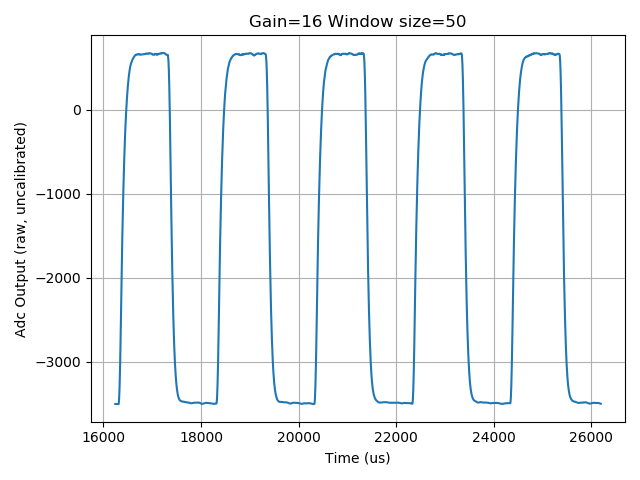 Gain=16 Window size=50
Adc Output (raw, uncalibrated)
0
−1000
−2000
−3000
16000 18000 20000 22000 24000 26000
Time (us)